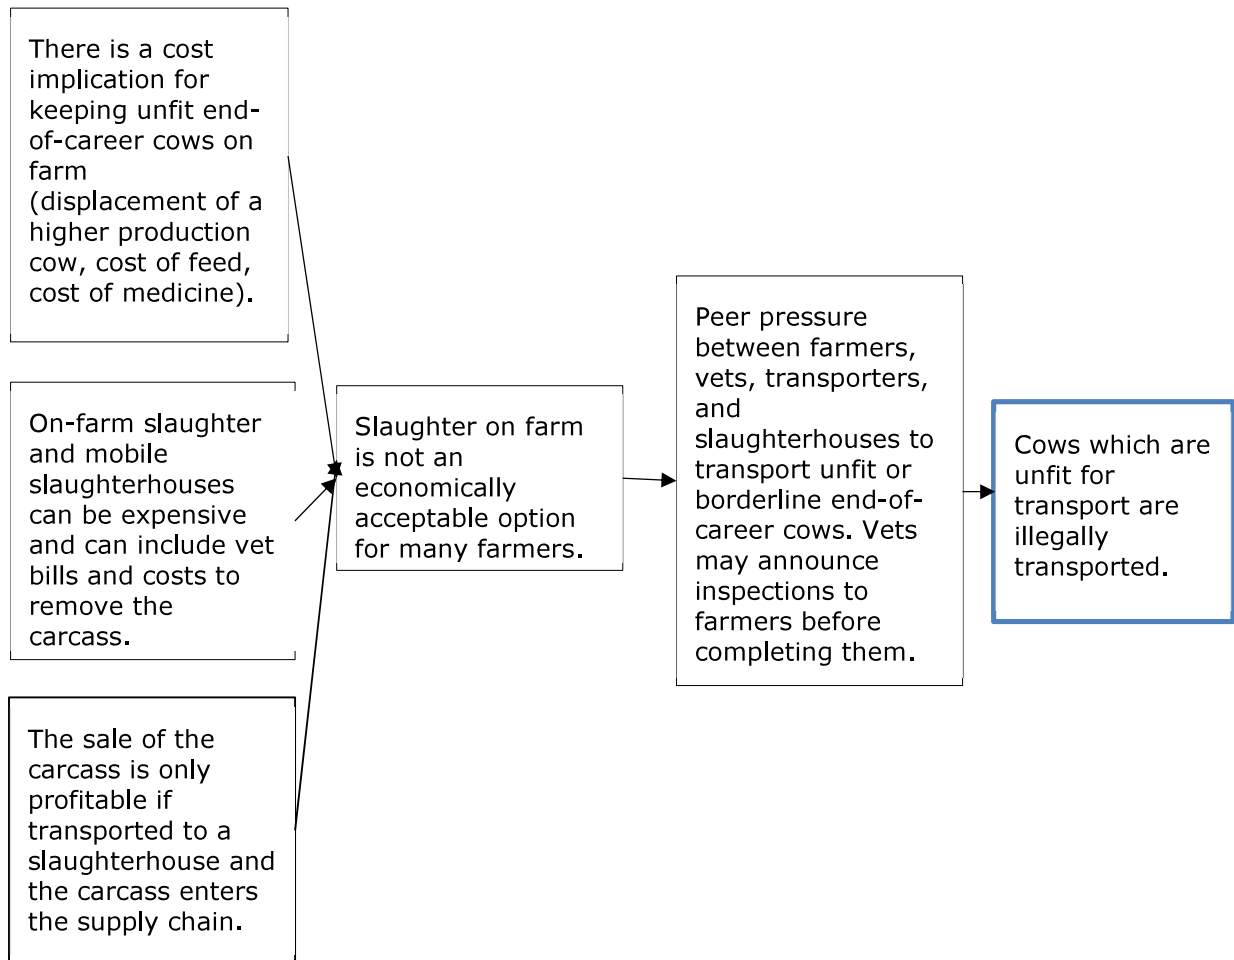 There is a cost
implication for
keeping unfit end-
of-career cows on
farm
(displacement of a
higher production
cow, cost of feed,
cost of medicine).
On-farm slaughter
and mobile
slaughterhouses
can be expensive
and can include vet
bills and costs to
remove the
carcass.
The sale of the
carcass is only
profitable if
transported to a
slaughterhouse and
the carcass enters
the supply chain.
Slaughter on farm
is not an
economically
acceptable option
for many farmers.
Peer pressure
between farmers,
vets, transporters,
and
slaughterhouses to
transport unfit or
borderline end-of-
career cows. Vets
may announce
inspections to
farmers before
completing them.
Cows which are
unfit for
transport are
illegally
transported.